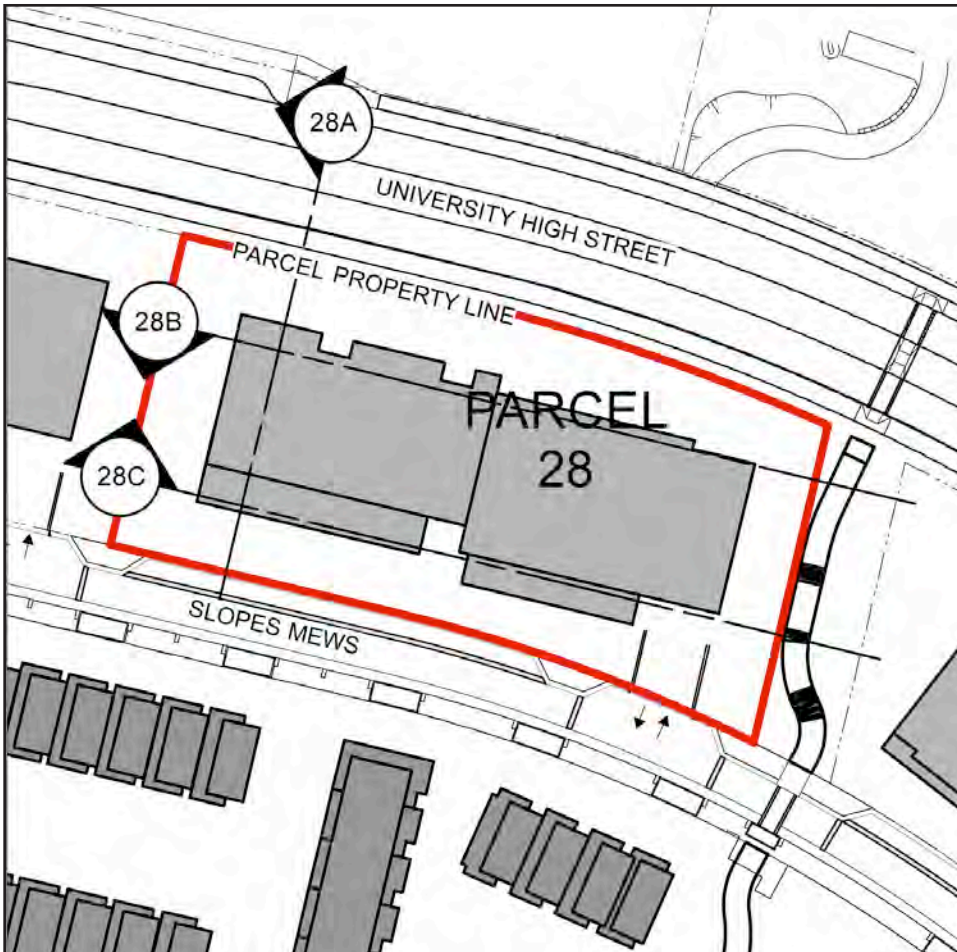 28A
UNIVERSITY HIGH STREET
PARCEL PROPERTY LINE
28B
PARCEL
28
28C
SLOPES MEWS